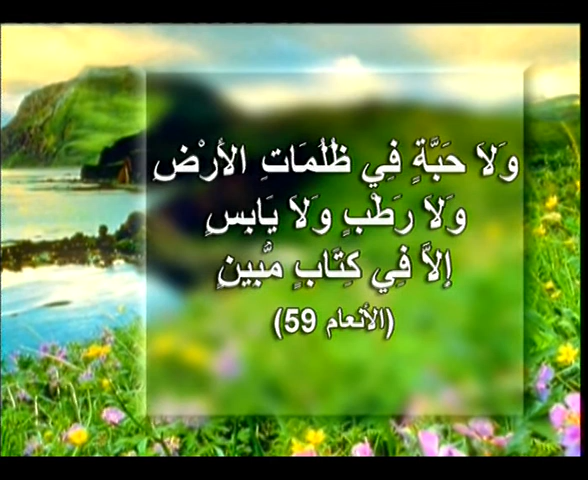 وَلاَ حَبَّةٍ فِي ظُلُمَاتِ الأَرْضِ
وَلاَ رَطْبٍ وَلاَ يَابِسٍ
إِلاَّ فِي كِتَابٍ مُّبِينٍ
(الأنعام 59)